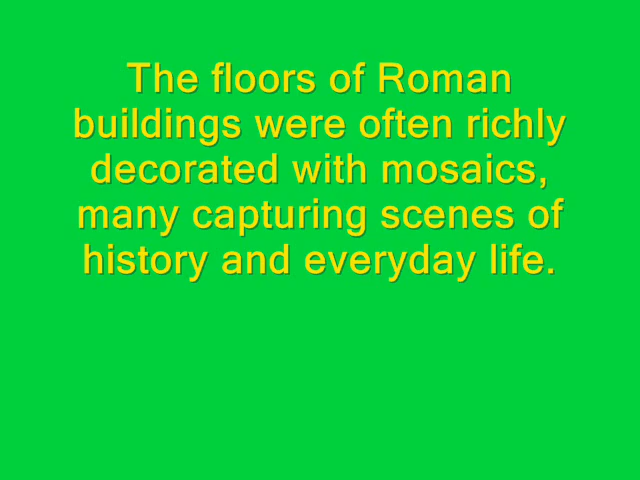 The floors of Roman
buildings were often richly
decorated with mosaics,
many capturing scenes of
history and everyday life.